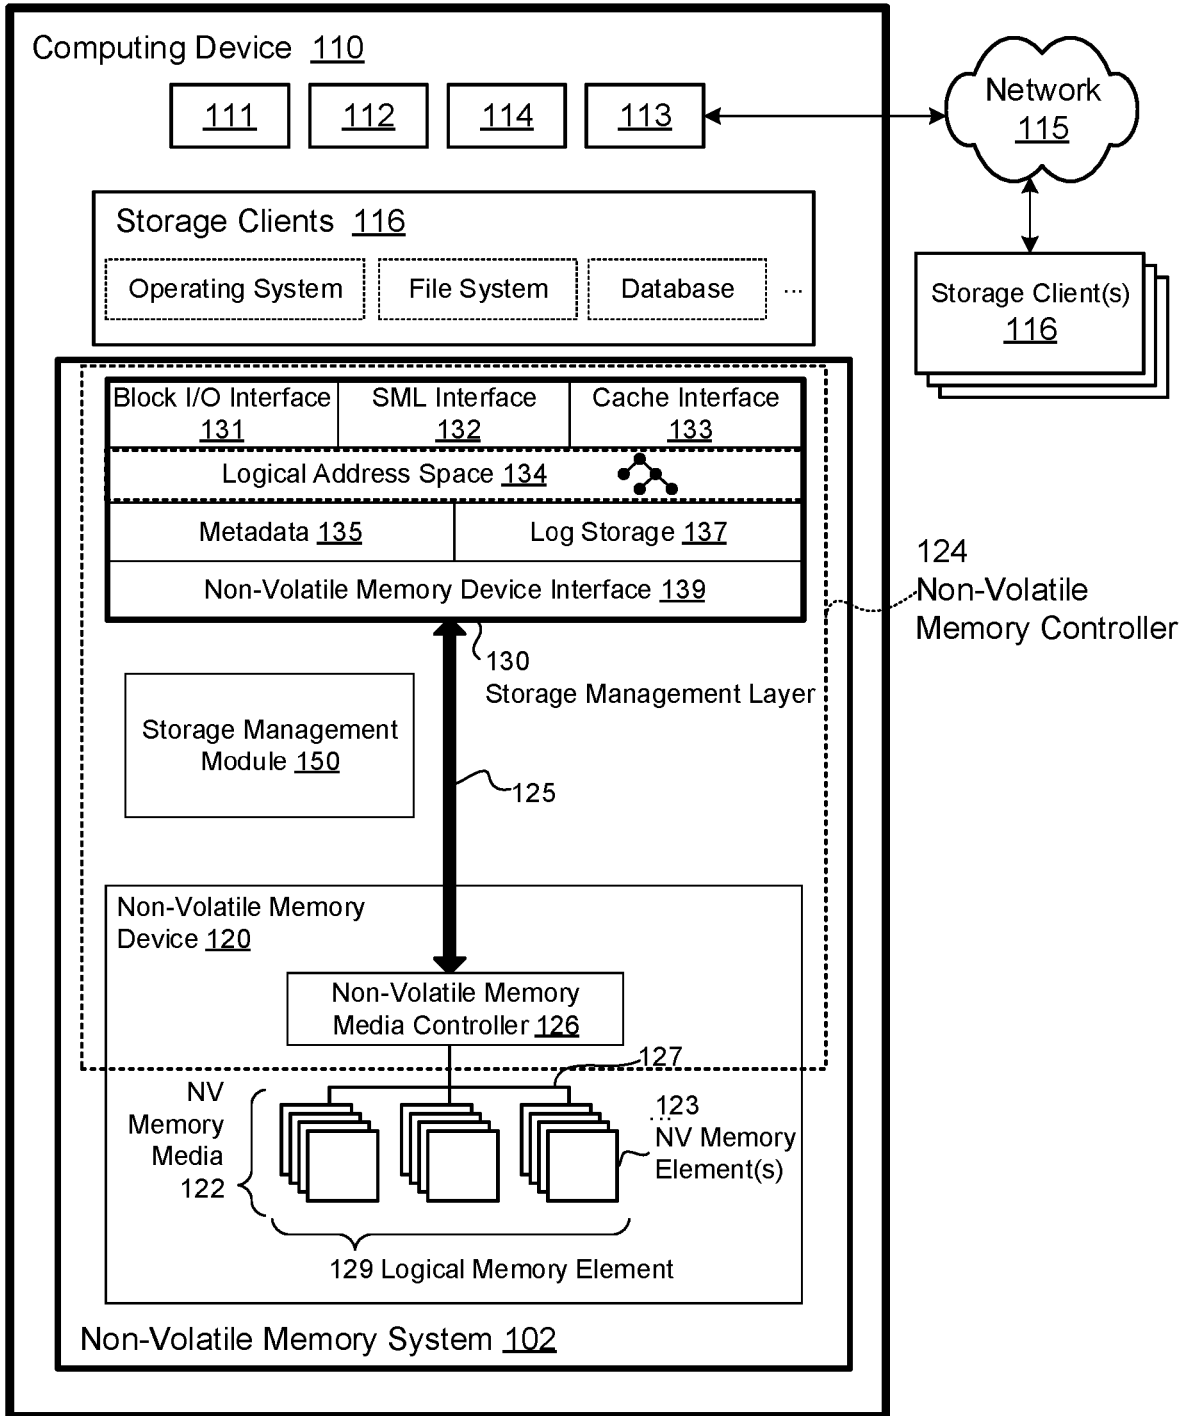 Computing Device 110
111 112 114 113
Network
115
Storage Clients 116
Operating System File System Database ...
Storage Client(s)
116
Block I/O Interface
131
SML Interface
132
Cache Interface
133
Logical Address Space 134
Metadata 135 Log Storage 137
Non-Volatile Memory Device Interface 139
124
Non-Volatile
Memory Controller
130
Storage Management Layer
Storage Management
Module 150
125
Non-Volatile Memory
Device 120
Non-Volatile Memory
Media Controller 126
127
NV
Memory
Media
122
...
123
NV Memory
Element(s)
129 Logical Memory Element
Non-Volatile Memory System 102